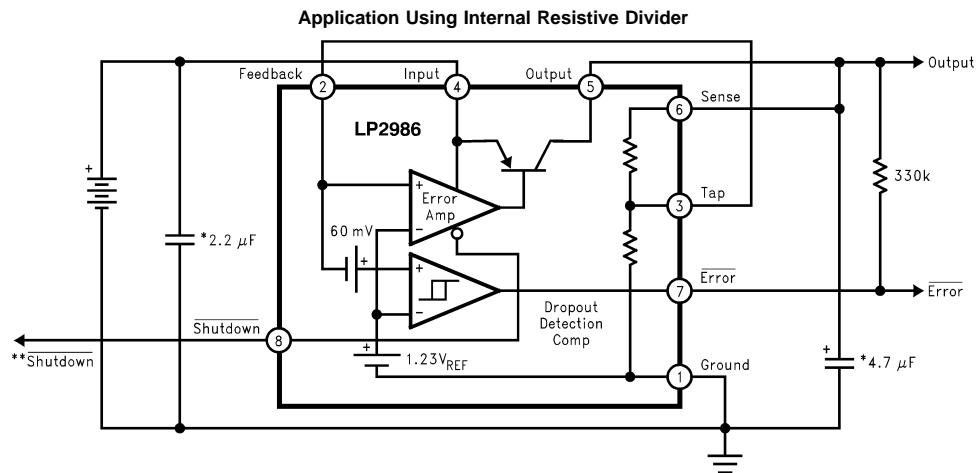 Application Using Internal Resistive Divider
Feedback
Input
Output
Output
2
4
5
6
Sense
LP2986
+
330k
+
Error
Amp
3
Tap
60 mV
−
*2.2 μF
+
+
Error
7
Error
Shutdown
−
Dropout
Detection
Comp
8
**Shutdown
+
1.23VREF
Ground
1
+
*4.7 μF